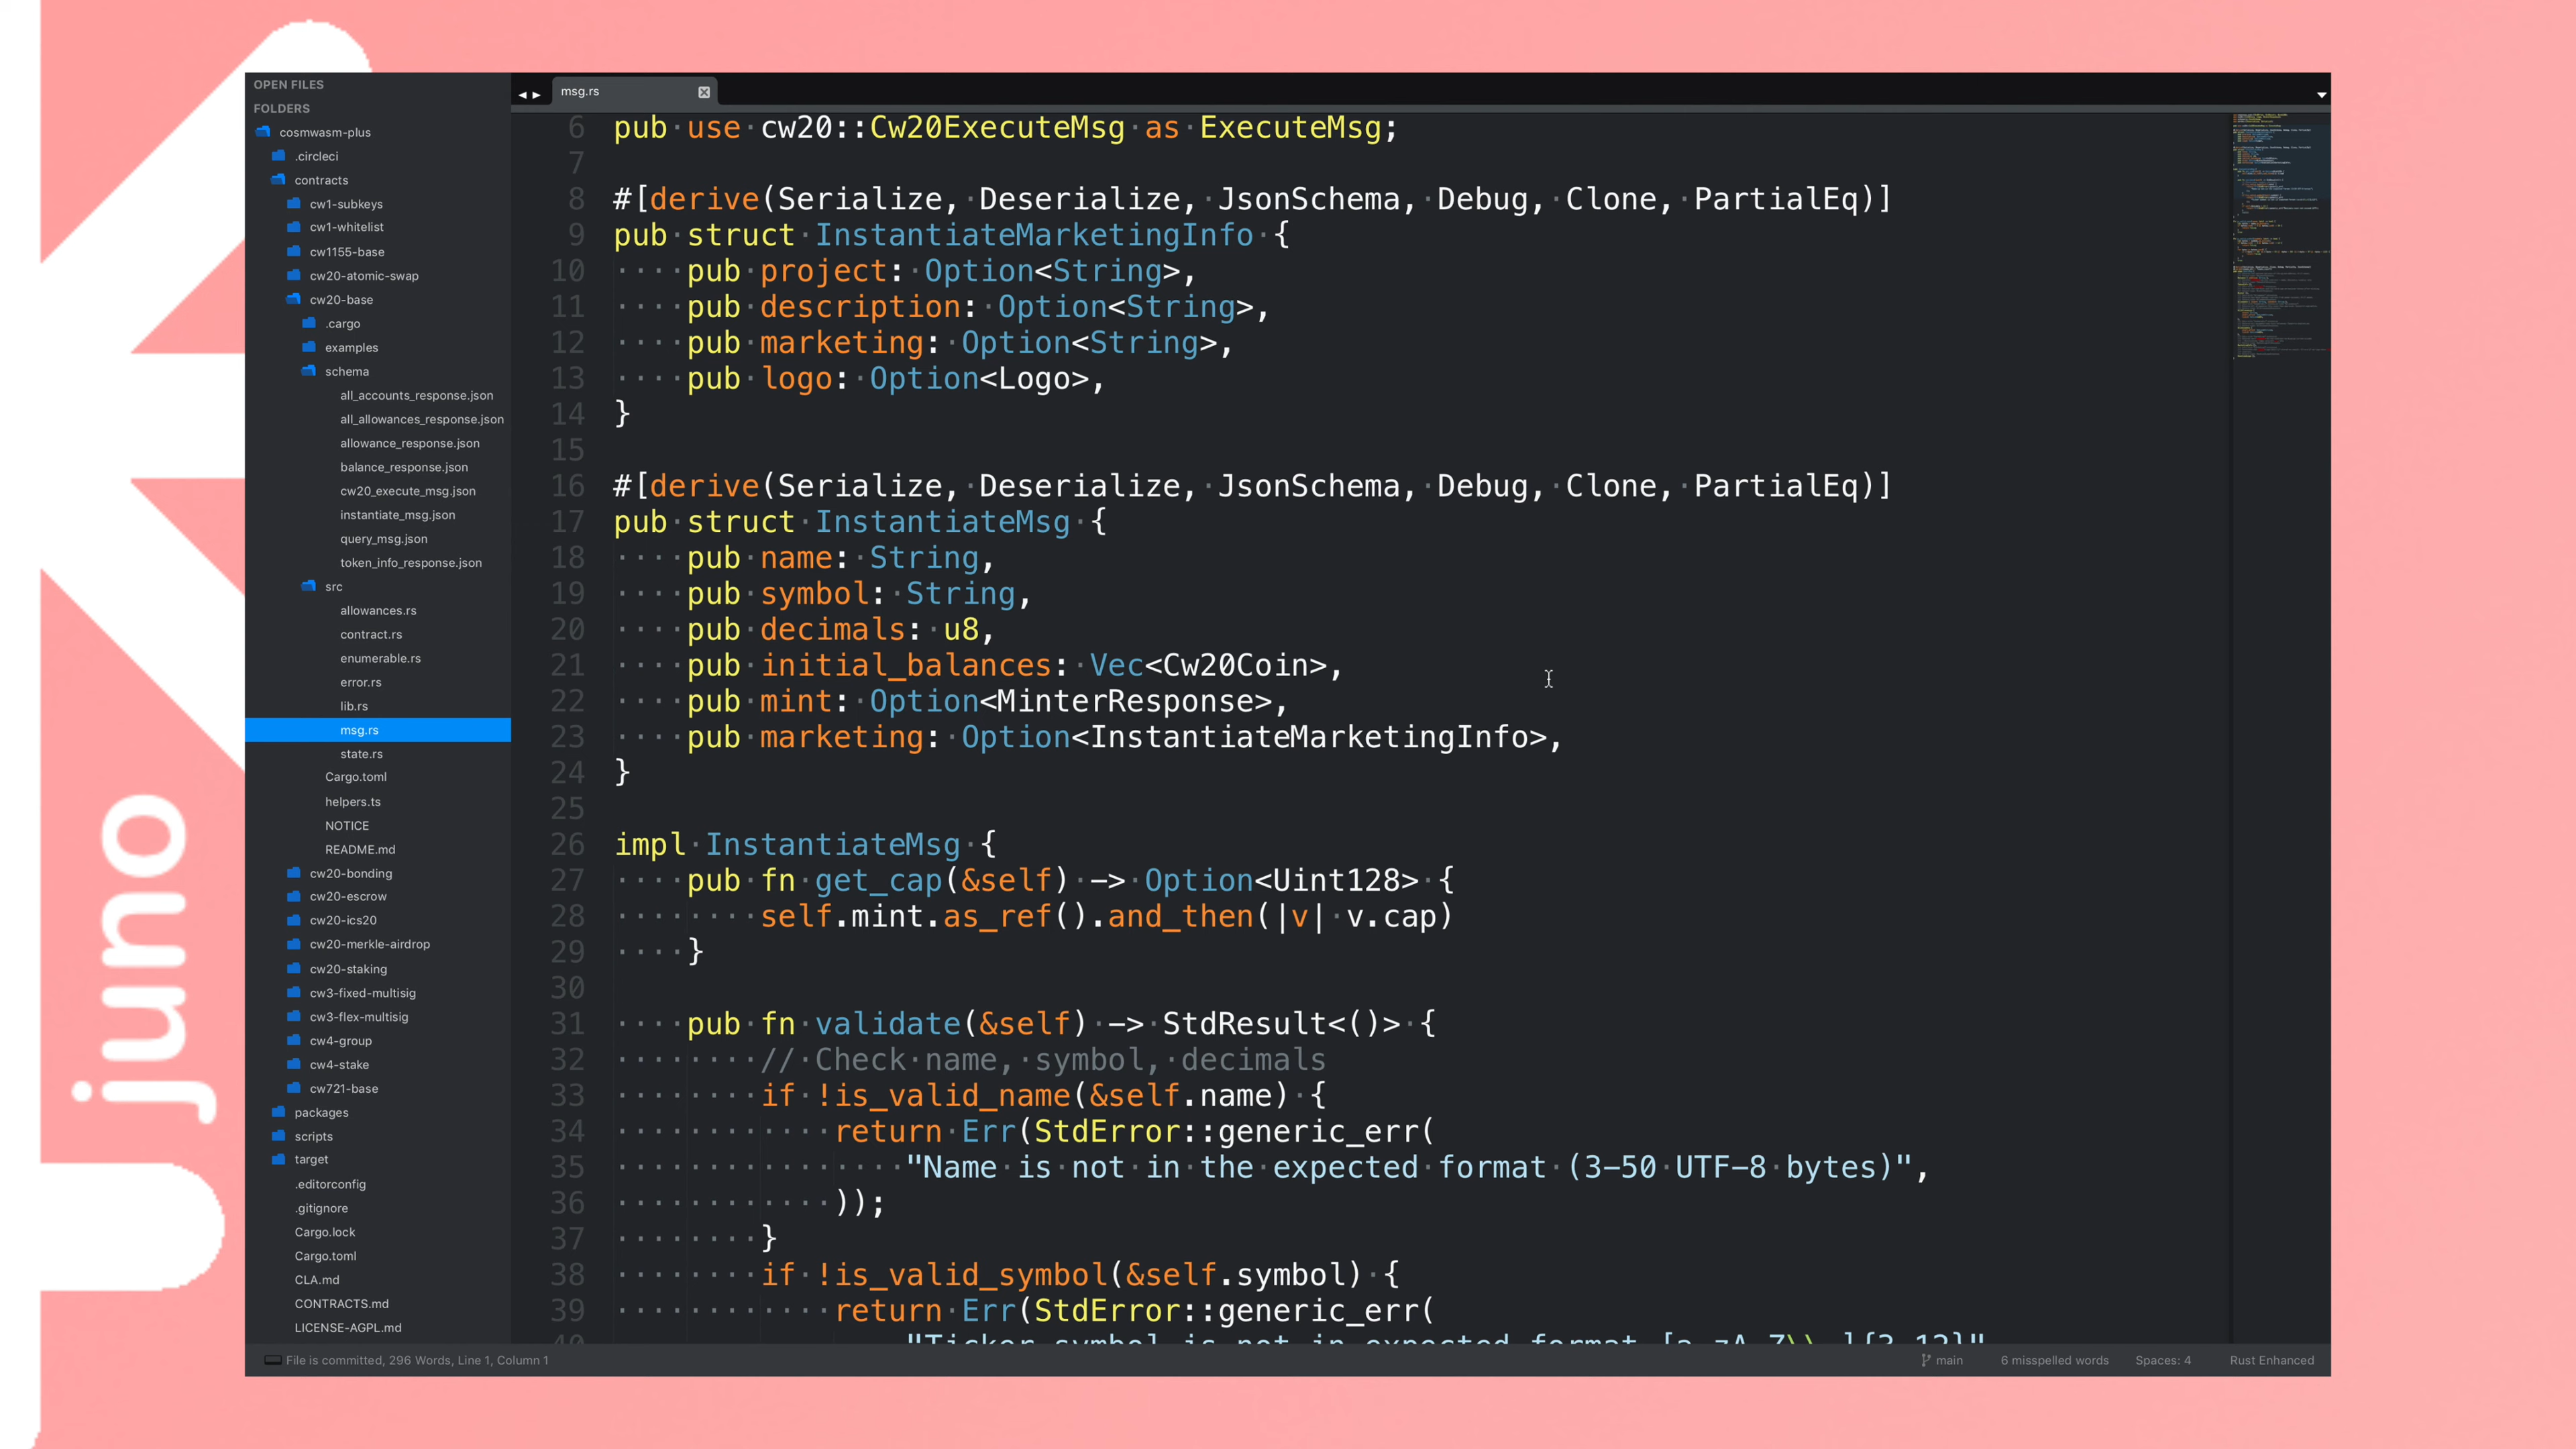 juno
OPEN FILES
FOLDERS
cosmwasm-plus
.circleci
contracts
cw1-subkeys
cw1-whitelist
cw1155-base
cw20-atomic-swap
cw20-base
.cargo
examples
schema
all_accounts_response.json
all_allowances_response.json
allowance_response.json
balance_response.json
cw20_execute_msg.json
instantiate_msg.json
query_msg.json
token_info_response.json
src
allowances.rs
contract.rs
enumerable.rs
error.rs
lib.rs
msg.rs
state.rs
Cargo.toml
helpers.ts
NOTICE
README.md
cw20-bonding
cw20-escrow
cw20-ics20
cw20-merkle-airdrop
cw20-staking
cw3-fixed-multisig
cw3-flex-multisig
cw4-group
cw4-stake
cw721-base
packages
scripts
target
.editorconfig
.gitignore
Cargo.lock
Cargo.toml
CLA.md
CONTRACTS.md
LICENSE-AGPL.md
msg.rs
6 pub use cw20::Cw20ExecuteMsg as ExecuteMsg;
7
8 #[derive(Serialize, Deserialize, JsonSchema, Debug, Clone, PartialEq)]
9 pub struct InstantiateMarketingInfo {
10 pub project: Option<String>,
11 pub description: Option<String>,
12 pub marketing: Option<String>,
13 pub logo: Option<Logo>,
14 }
15
16 #[derive(Serialize, Deserialize, JsonSchema, Debug, Clone, PartialEq)]
17 pub struct InstantiateMsg {
18 pub name: String,
19 pub symbol: String,
20 pub decimals: u8,
21 pub initial_balances: Vec<Cw20Coin>,
22 pub mint: Option<MinterResponse>,
23 pub marketing: Option<InstantiateMarketingInfo>,
24 }
25
26 impl InstantiateMsg {
27 pub fn get_cap(&self) -> Option<Uint128> {
28 self.mint.as_ref().and_then(|v| v.cap)
29 }
30
31 pub fn validate(&self) -> StdResult<()> {
32 // Check name, symbol, decimals
33 if !is_valid_name(&self.name) {
34 return Err(StdError::generic_err(
35 "Name is not in the expected format (3-50 UTF-8 bytes)",
36 ));
37 }
38 if !is_valid_symbol(&self.symbol) {
39 return Err(StdError::generic_err(
40 "Ticker symbol is not in expected format [a-zA-Z\\-]{3,12}"
File is committed, 296 Words, Line 1, Column 1
main
6 misspelled words
Spaces: 4
Rust Enhanced